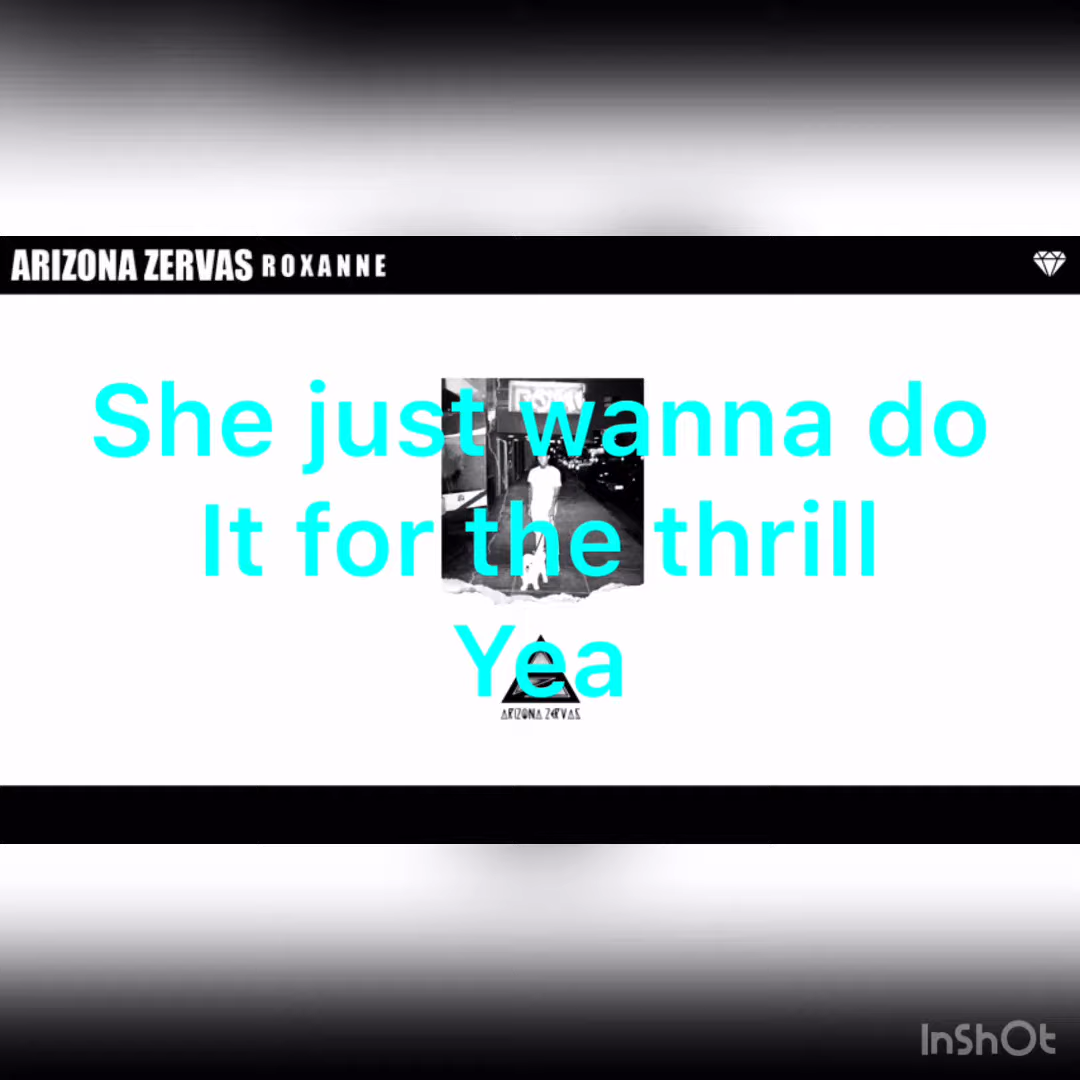 ARIZONA ZERVAS ROXANNE
She just wanna do
It for the thrill
Yea
ARIZONA ZERVAS
InShOt